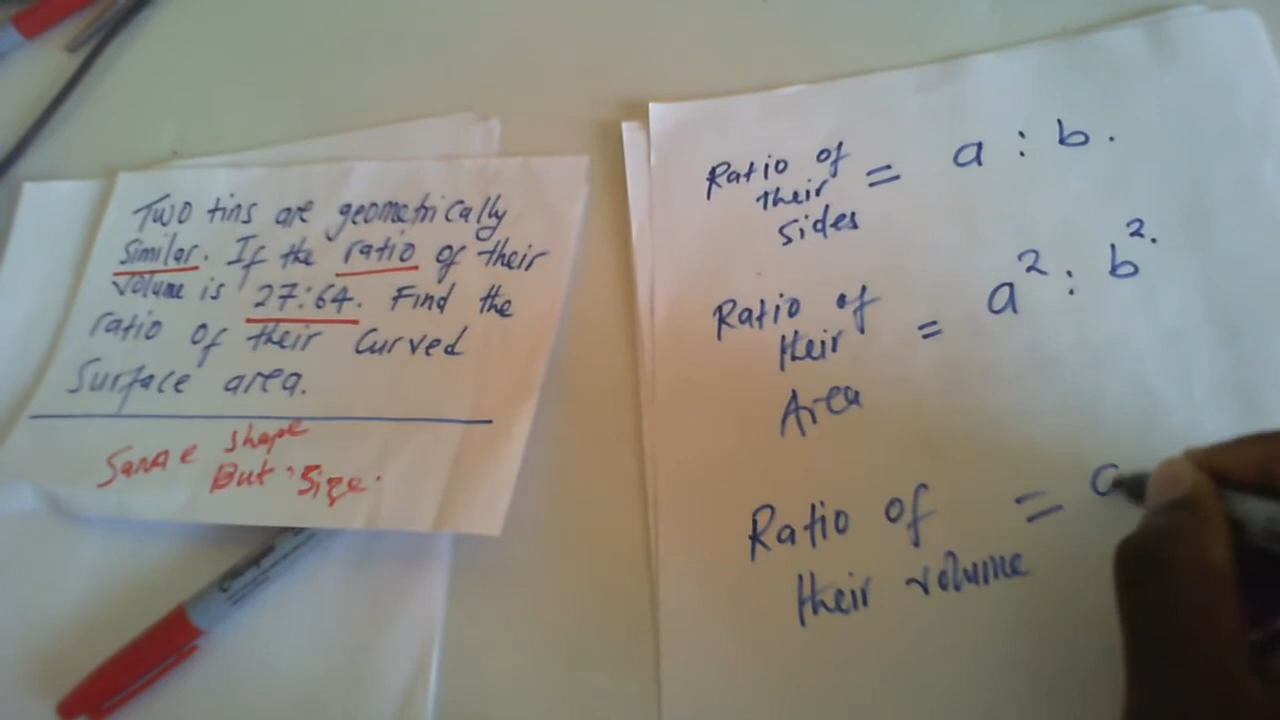 Two tins are geometrically
Similar. If the ratio of their
volume is 27:64. Find the
ratio of their Curved
Surface area.
Same shape
But size.
Ratio of
their
sides
= a : b.
Ratio of
their
Area
= a² : b².
Ratio of
their volume
=